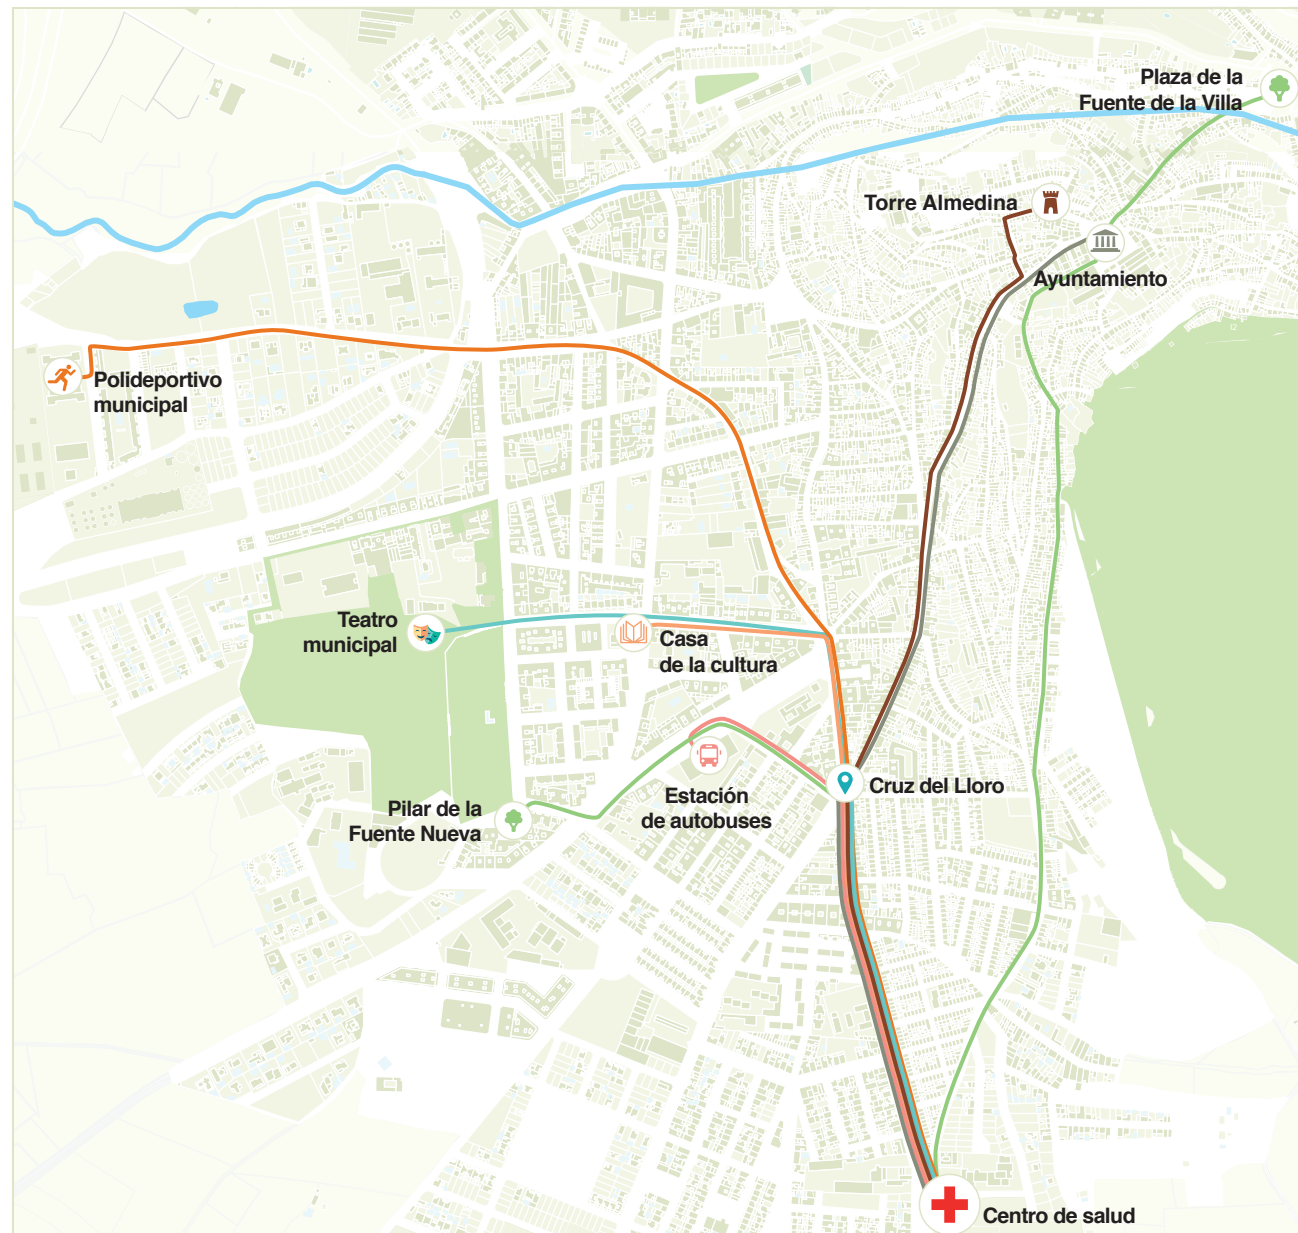 Plaza de la
Fuente de la Villa
Torre Almedina
Ayuntamiento
Polideportivo
municipal
Teatro
municipal
Casa
de la cultura
Estación
de autobuses
Cruz del Lloro
Pilar de la
Fuente Nueva
Centro de salud